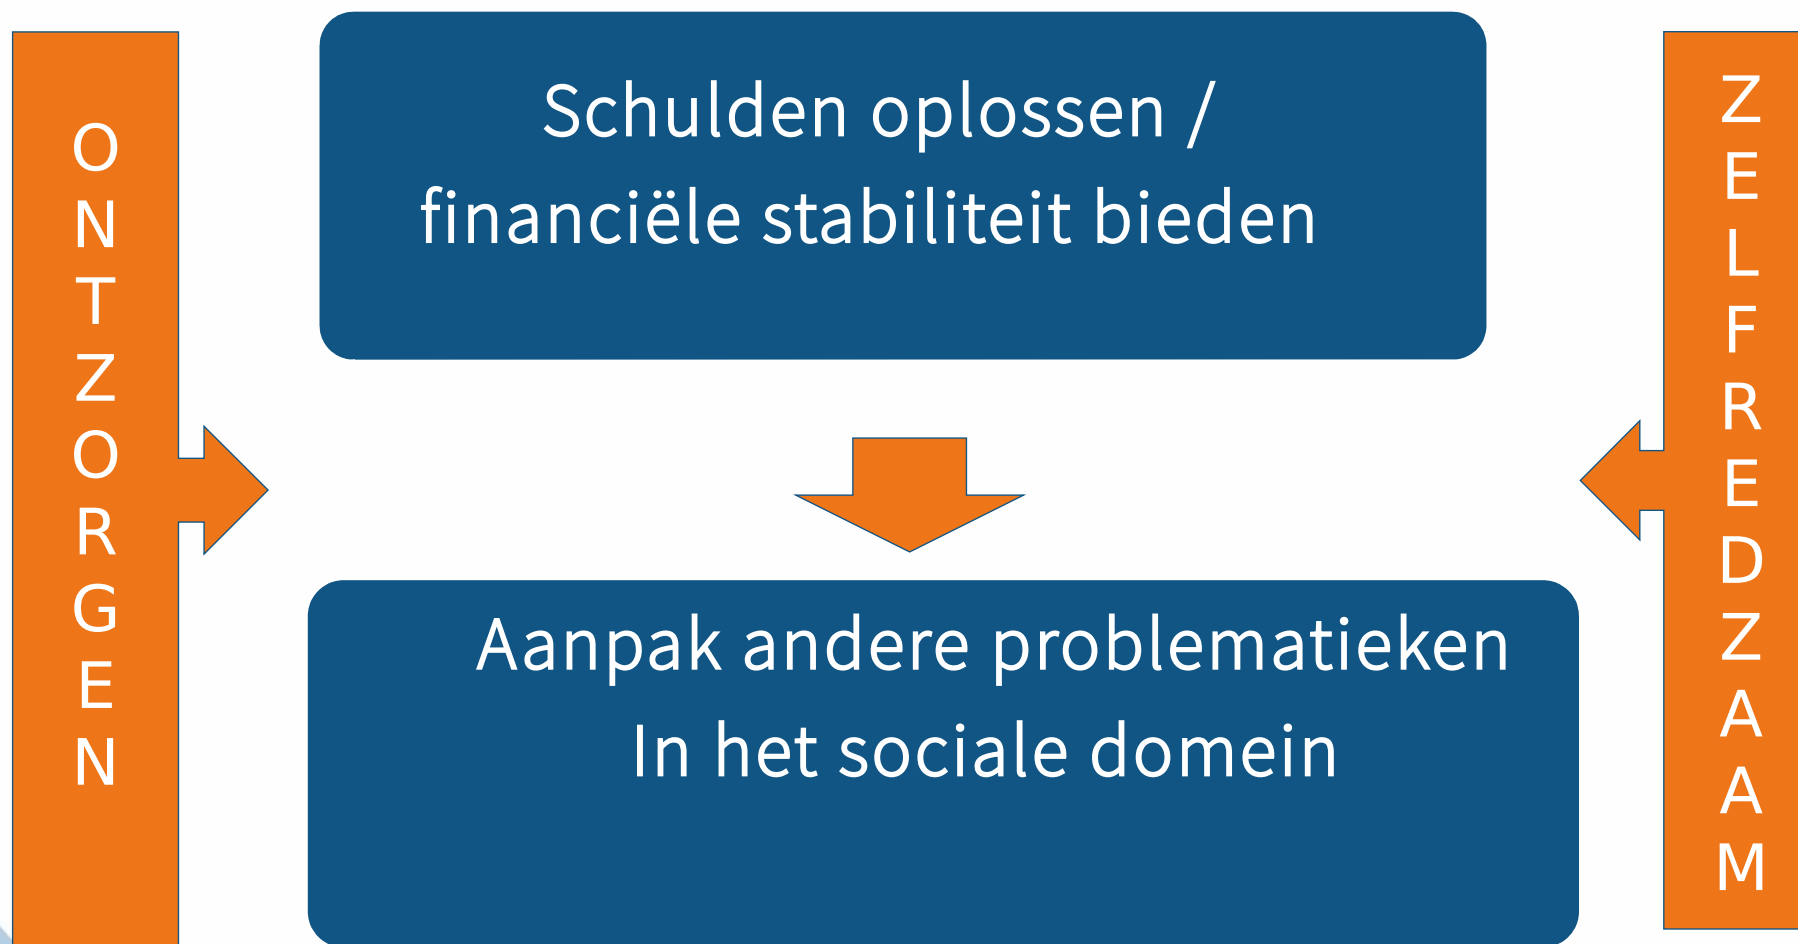 ONTZORGEN
Schulden oplossen /
financiële stabiliteit bieden
Aanpak andere problematieken
In het sociale domein
ZELFREDZAAM